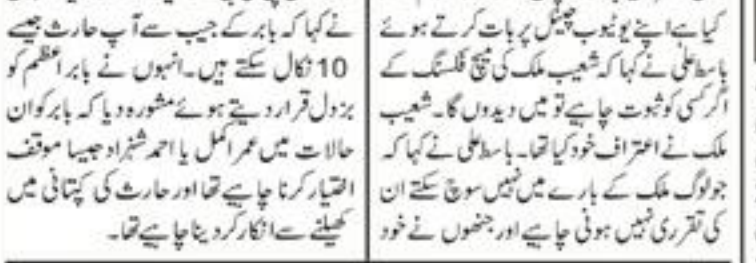 کیا ہے اپنے یوٹیوب چینل پر بات کرتے ہوئے
باسط علی نے کہا کہ شعیب ملک کی میچ فکسنگ کے
اگر کسی کو ثبوت چاہیے تو میں دیدوں گا۔ شعیب
ملک نے اعتراف خود کیا تھا۔ باسط علی نے کہا کہ
جو لوگ ملک کے بارے میں نہیں سوچ سکتے ان
کی تقرری نہیں ہونی چاہیے اور جنھوں نے خود
نے کہا کہ بابر کے جیب سے آپ حارث جیسے
10 نکال سکتے ہیں۔ انہوں نے بابر اعظم کو
بزدل قرار دیتے ہوئے مشورہ دیا کہ بابر کو ان
حالات میں عمر اکمل یا احمد شہزاد جیسا موقف
اختیار کرنا چاہیے تھا اور حارث کی کپتانی میں
کھیلنے سے انکار کر دینا چاہیے تھا۔